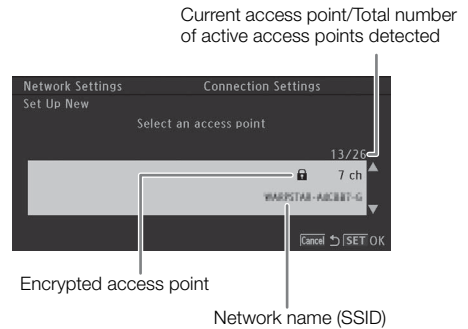 Current access point/Total number
of active access points detected
Network Settings Connection Settings
Set Up New
Select an access point
13/26
7 ch
Cancel SET OK
Encrypted access point
Network name (SSID)